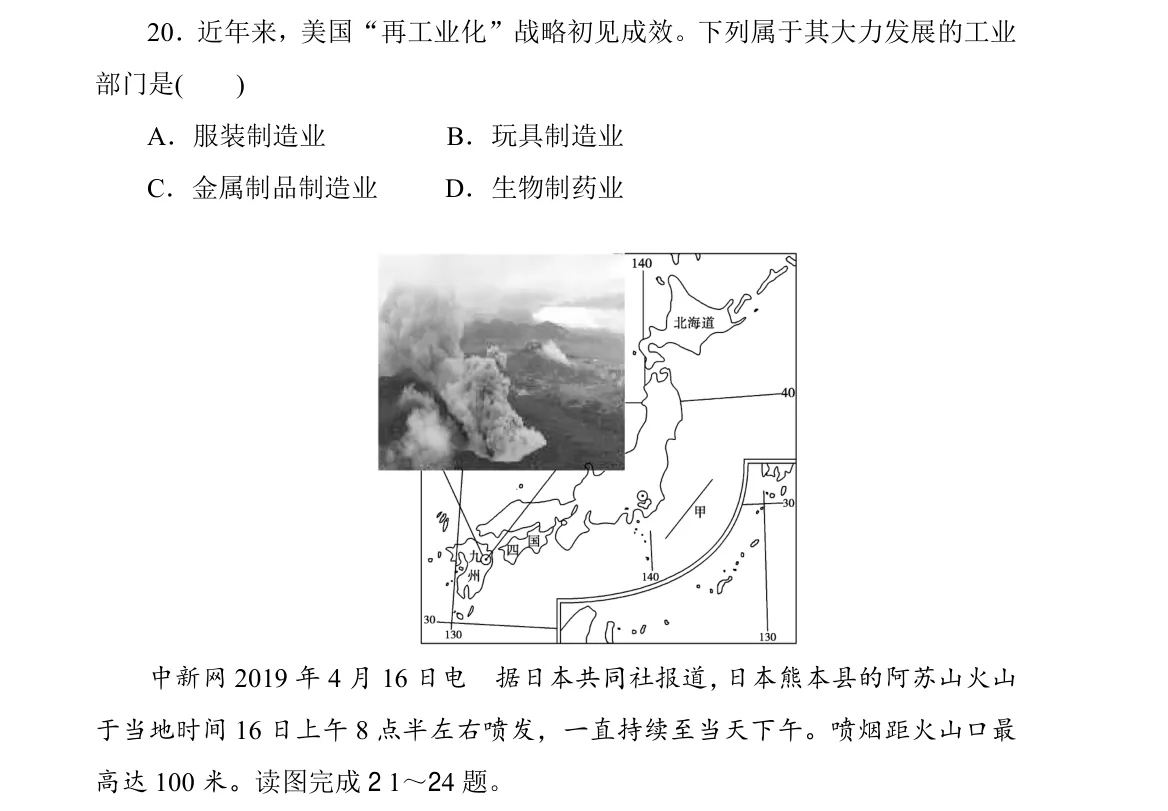 20．近年来，美国“再工业化”战略初见成效。下列属于其大力发展的工业
部门是(　　)
A．服装制造业　　B．玩具制造业
C．金属制品制造业　　D．生物制药业
140
北海道
40
30
甲
国
四
九
州
140
30
130
130
中新网 2019 年 4 月 16 日电　据日本共同社报道，日本熊本县的阿苏山火山
于当地时间 16 日上午 8 点半左右喷发，一直持续至当天下午。喷烟距火山口最
高达 100 米。读图完成 2 1～24 题。